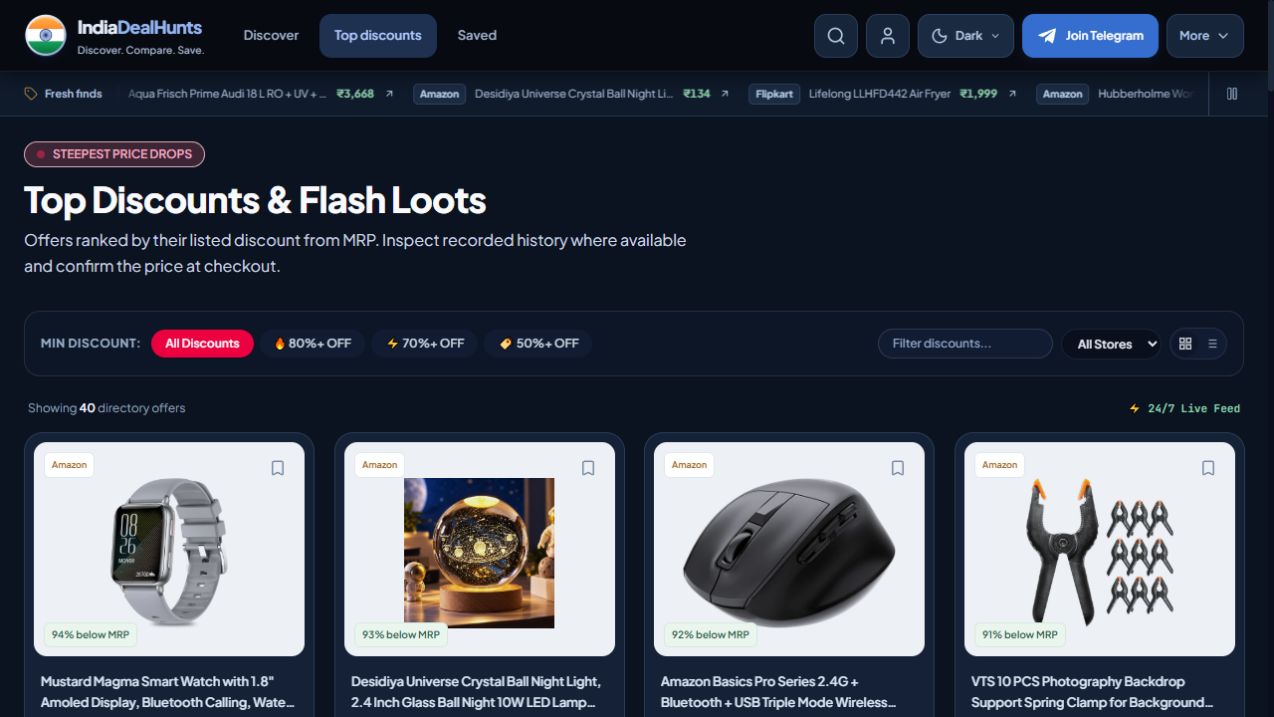 IndiaDealHunts
Discover. Compare. Save.
Discover
Top discounts
Saved
Dark
Join Telegram
More
Fresh finds
Aqua Frisch Prime Audi 18 L RO + UV + ... ₹3,668
Amazon Desidiya Universe Crystal Ball Night Li... ₹134
Flipkart Lifelong LLHFD442 Air Fryer ₹1,999
Amazon Hubberholme
STEEPEST PRICE DROPS
Top Discounts & Flash Loots
Offers ranked by their listed discount from MRP. Inspect recorded history where available
and confirm the price at checkout.
MIN DISCOUNT: All Discounts 80%+ OFF 70%+ OFF 50%+ OFF
Filter discounts...
All Stores
Showing 40 directory offers
24/7 Live Feed
Amazon
08
26
94% below MRP
Mustard Magma Smart Watch with 1.8"
Amoled Display, Bluetooth Calling, Wate...
Amazon
93% below MRP
Desidiya Universe Crystal Ball Night Light,
2.4 Inch Glass Ball Night 10W LED Lamp...
Amazon
92% below MRP
Amazon Basics Pro Series 2.4G +
Bluetooth + USB Triple Mode Wireless...
Amazon
91% below MRP
VTS 10 PCS Photography Backdrop
Support Spring Clamp for Background...